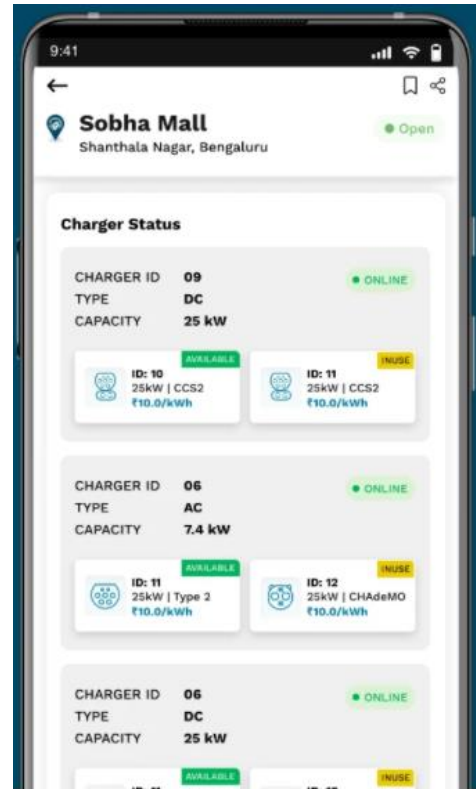 9:41
Sobha Mall
Open
Shanthala Nagar, Bengaluru
Charger Status
CHARGER ID 09
ONLINE
TYPE DC
CAPACITY 25 kW
AVAILABLE
ID: 10
25kW | CCS2
₹10.0/kWh
INUSE
ID: 11
25kW | CCS2
₹10.0/kWh
CHARGER ID 06
ONLINE
TYPE AC
CAPACITY 7.4 kW
AVAILABLE
ID: 11
25kW | Type 2
₹10.0/kWh
INUSE
ID: 12
25kW | CHAdeMO
₹10.0/kWh
CHARGER ID 06
ONLINE
TYPE DC
CAPACITY 25 kW
AVAILABLE
INUSE